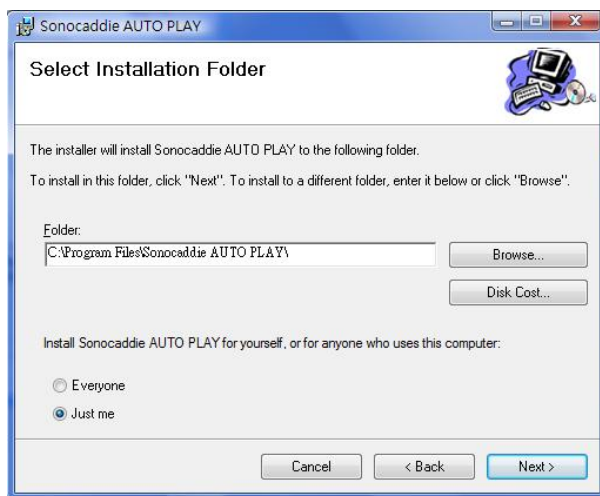 Sonocaddie AUTO PLAY
Select Installation Folder
The installer will install Sonocaddie AUTO PLAY to the following folder.
To install in this folder, click "Next". To install to a different folder, enter it below or click "Browse".
Folder:
C:\Program Files\Sonocaddie AUTO PLAY\
Browse...
Disk Cost...
Install Sonocaddie AUTO PLAY for yourself, or for anyone who uses this computer:
Everyone
Just me
Cancel
< Back
Next >